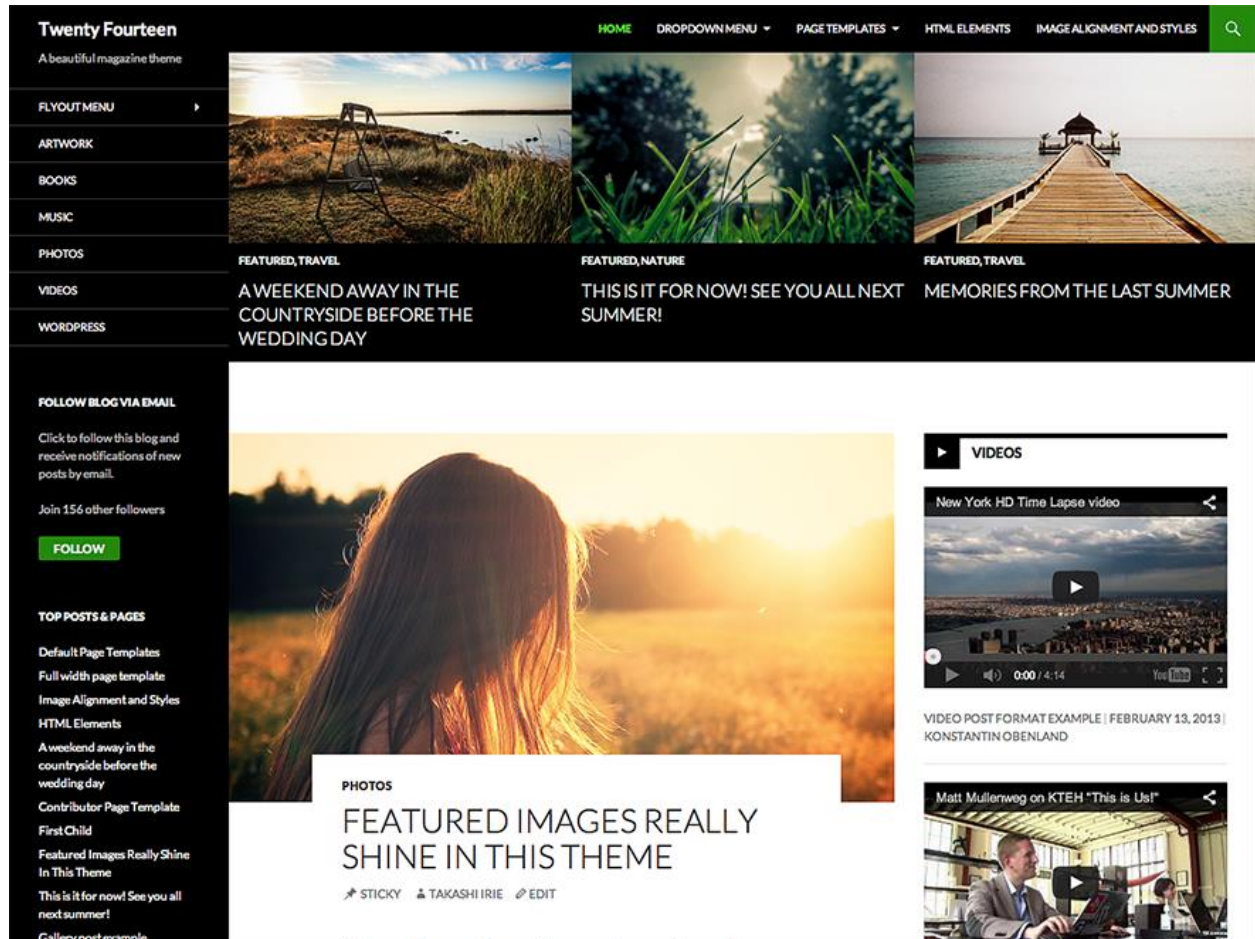 Twenty Fourteen
A beautiful magazine theme
HOME DROPDOWN MENU PAGE TEMPLATES HTML ELEMENTS IMAGE ALIGNMENT AND STYLES
FLYOUT MENU
ARTWORK
BOOKS
MUSIC
PHOTOS
VIDEOS
WORDPRESS
FOLLOW BLOG VIA EMAIL
Click to follow this blog and
receive notifications of new
posts by email.
Join 156 other followers
FOLLOW
TOP POSTS & PAGES
Default Page Templates
Full width page template
Image Alignment and Styles
HTML Elements
A weekend away in the
countryside before the
wedding day
Contributor Page Template
First Child
Featured Images Really Shine
In This Theme
This is it for now! See you all
next summer!
Gallery post example
FEATURED, TRAVEL
A WEEKEND AWAY IN THE
COUNTRYSIDE BEFORE THE
WEDDING DAY
FEATURED, NATURE
THIS IS IT FOR NOW! SEE YOU ALL NEXT
SUMMER!
FEATURED, TRAVEL
MEMORIES FROM THE LAST SUMMER
PHOTOS
FEATURED IMAGES REALLY
SHINE IN THIS THEME
STICKY TAKASHI IRIE EDIT
VIDEOS
New York HD Time Lapse video
0:00 / 4:14 YouTube
VIDEO POST FORMAT EXAMPLE | FEBRUARY 13, 2013 |
KONSTANTIN OBENLAND
Matt Mullenweg on KTEH "This is Us!"